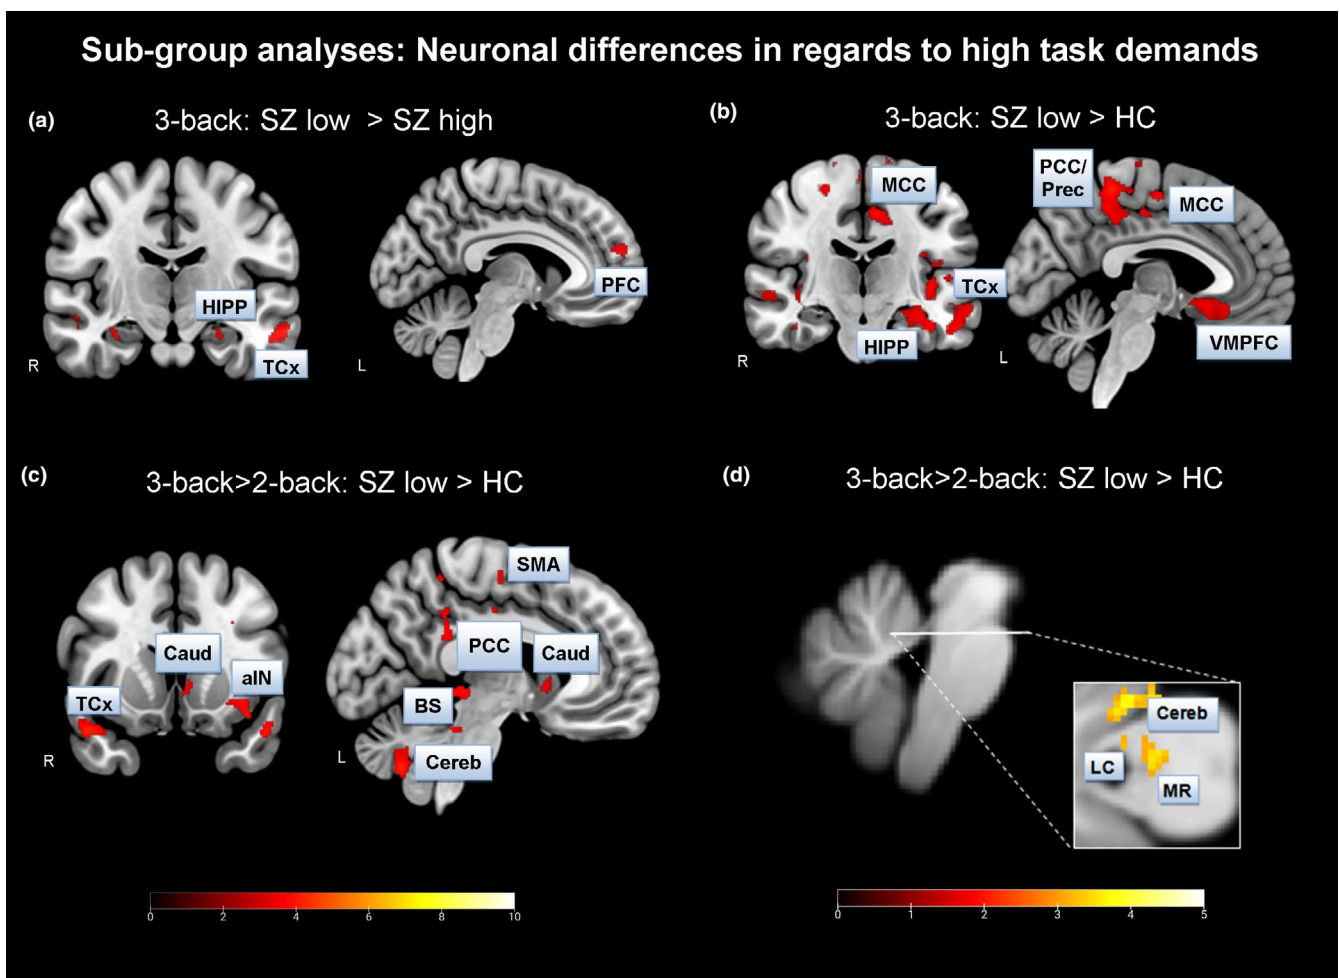 Sub-group analyses: Neuronal differences in regards to high task demands
(a)
3-back: SZ low > SZ high
HIPP
TCx
PFC
R
L
(b)
3-back: SZ low > HC
MCC
PCC/
Prec
MCC
TCx
HIPP
VMPFC
R
L
(c)
3-back>2-back: SZ low > HC
SMA
Caud
PCC
Caud
aIN
TCx
BS
Cereb
R
L
0 2 4 6 8 10
(d)
3-back>2-back: SZ low > HC
Cereb
LC
MR
0 1 2 3 4 5